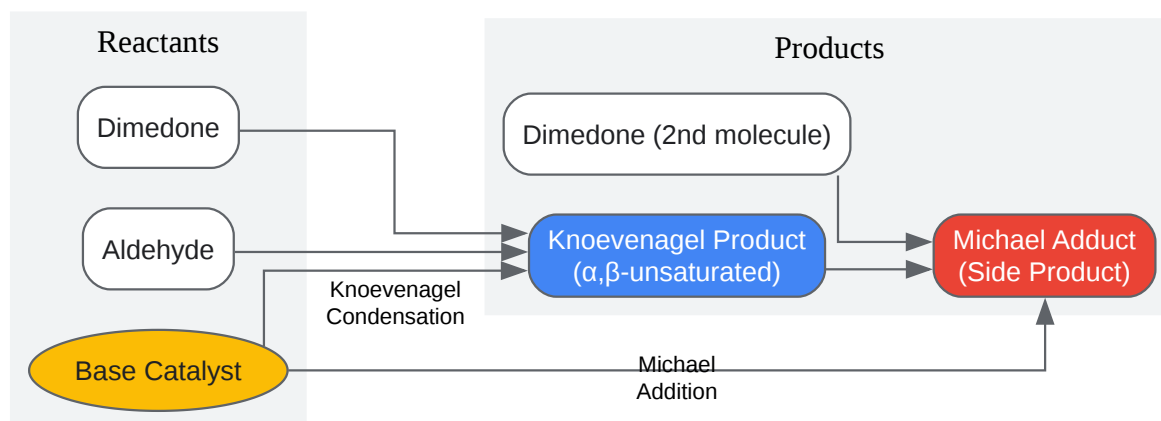 Reactants
Products
Dimedone
Dimedone (2nd molecule)
Aldehyde
Knoevenagel Product
(α,β-unsaturated)
Michael Adduct
(Side Product)
Knoevenagel
Condensation
Base Catalyst
Michael
Addition